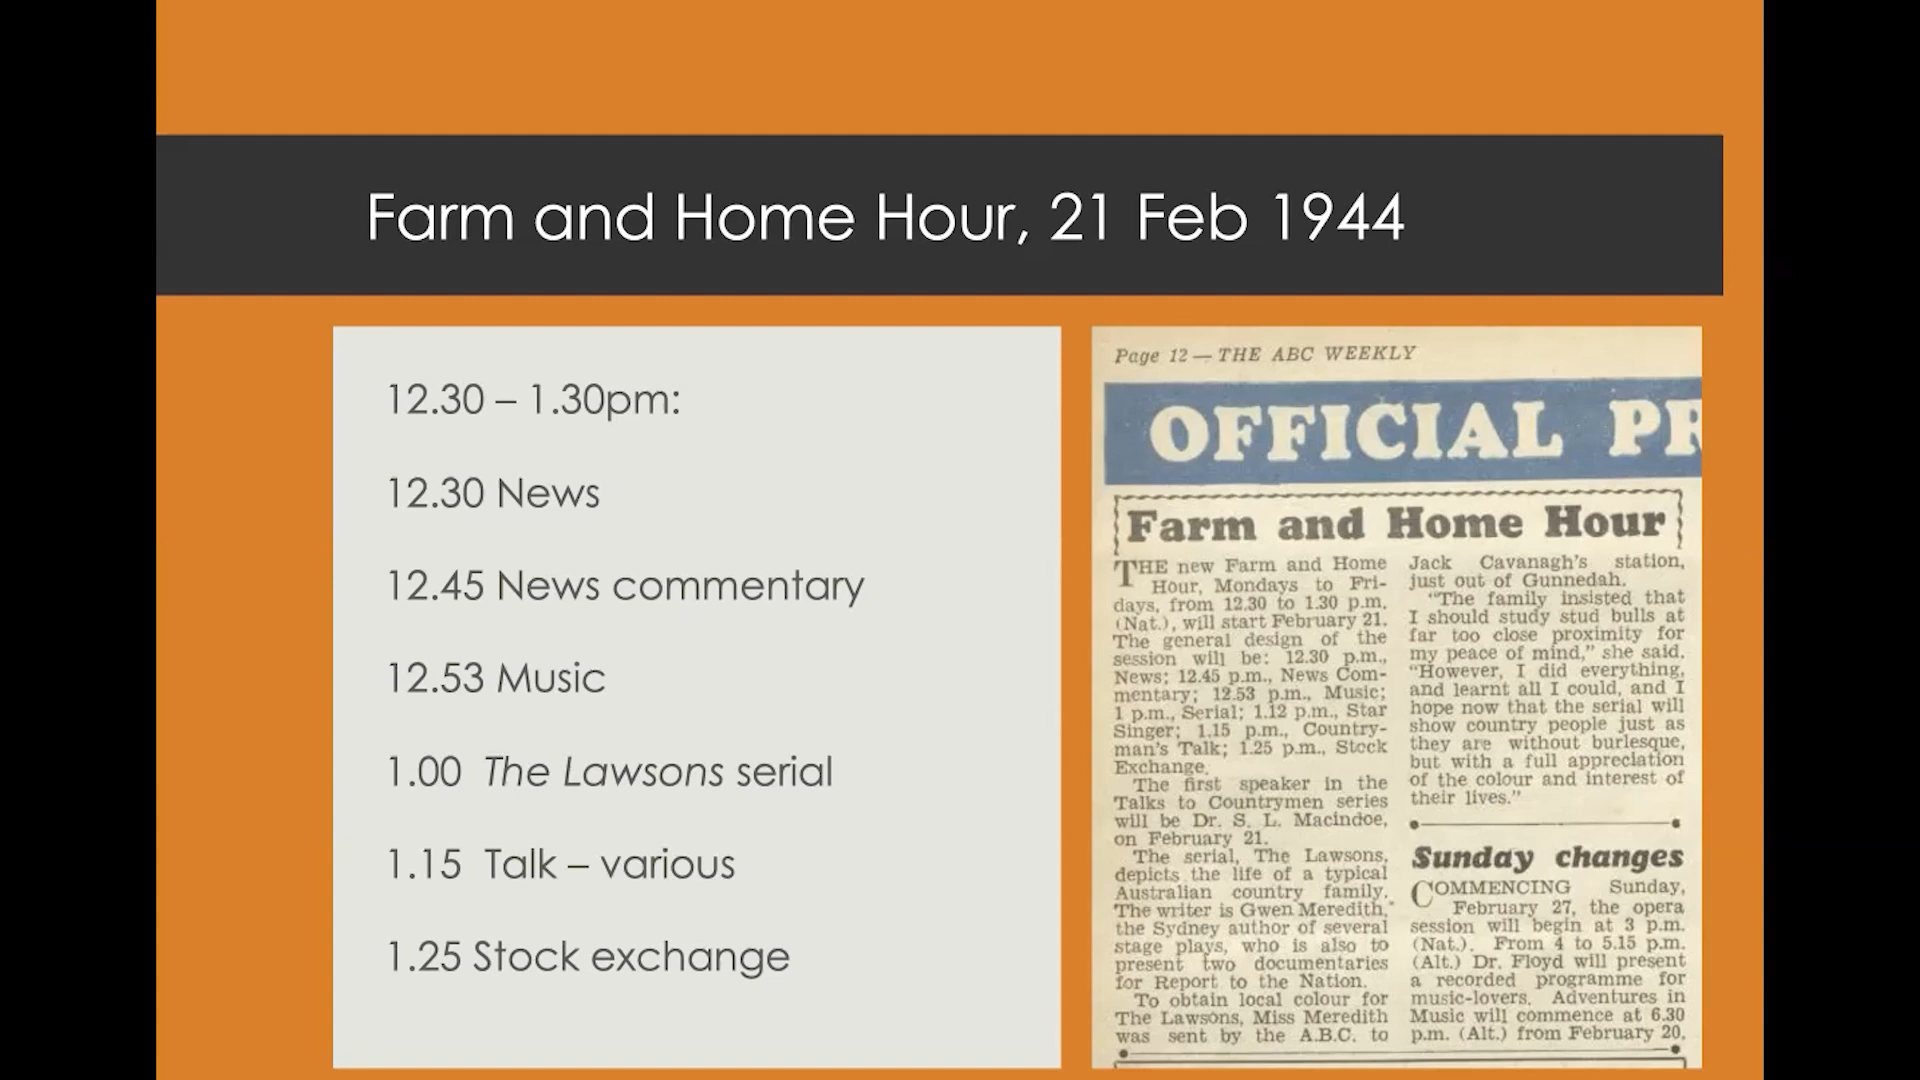 Farm and Home Hour, 21 Feb 1944
12.30 – 1.30pm:
12.30 News
12.45 News commentary
12.53 Music
1.00 The Lawsons serial
1.15 Talk – various
1.25 Stock exchange
Page 12 — THE ABC WEEKLY
OFFICIAL PR
Farm and Home Hour
THE new Farm and Home
Hour, Mondays to Fri-
days, from 12.30 to 1.30 p.m.
(Nat.), will start February 21.
The general design of the
session will be: 12.30 p.m.,
News; 12.45 p.m., News Com-
mentary; 12.53 p.m., Music;
1 p.m., Serial; 1.12 p.m., Star
Singer; 1.15 p.m., Country-
man's Talk; 1.25 p.m., Stock
Exchange.
The first speaker in the
Talks to Countrymen series
will be Dr. S. L. Macindoe,
on February 21.
The serial, The Lawsons,
depicts the life of a typical
Australian country family.
The writer is Gwen Meredith,
the Sydney author of several
stage plays, who is also to
present two documentaries
for Report to the Nation.
To obtain local colour for
The Lawsons, Miss Meredith
was sent by the A.B.C. to
Jack Cavanagh's station,
just out of Gunnedah.
"The family insisted that
I should study stud bulls at
far too close proximity for
my peace of mind," she said.
"However, I did everything,
and learnt all I could, and I
hope now that the serial will
show country people just as
they are without burlesque,
but with a full appreciation
of the colour and interest of
their lives."
Sunday changes
COMMENCING Sunday,
February 27, the opera
session will begin at 3 p.m.
(Nat.). From 4 to 5.15 p.m.
(Alt.) Dr. Floyd will present
a recorded programme for
music-lovers. Adventures in
Music will commence at 6.30
p.m. (Alt.) from February 20.